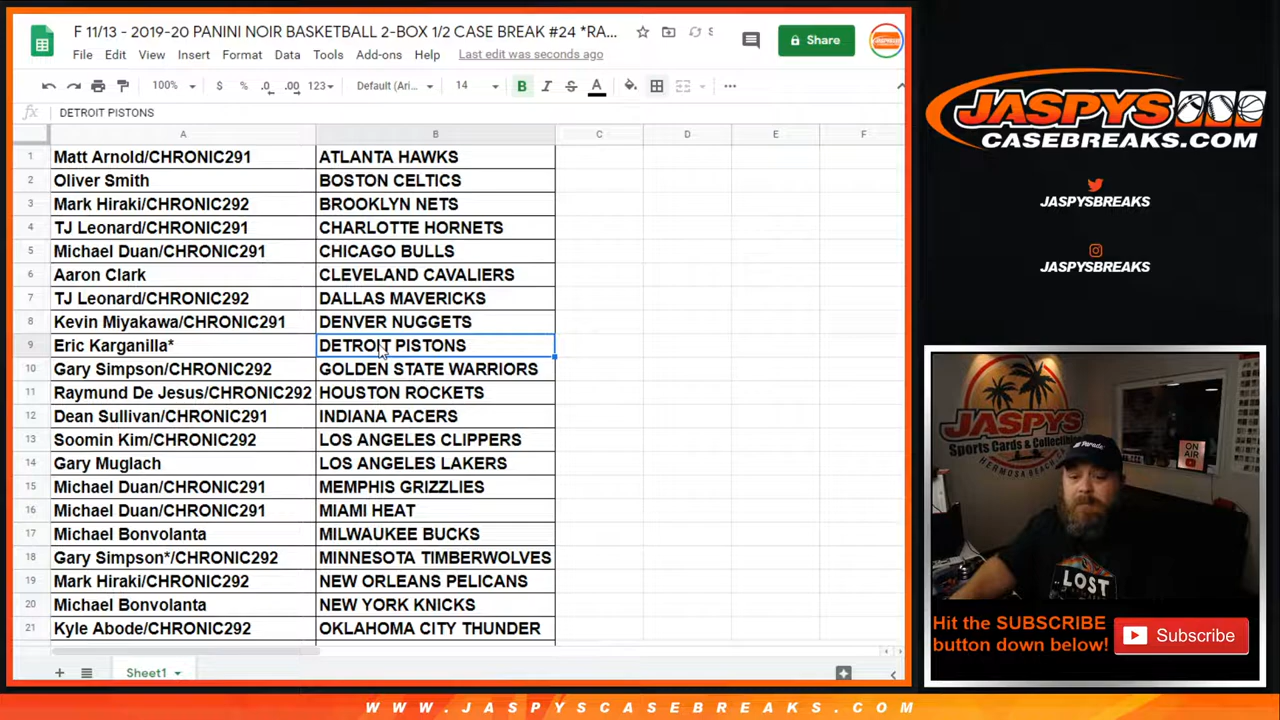 F 11/13 - 2019-20 PANINI NOIR BASKETBALL 2-BOX 1/2 CASE BREAK #24 *RA... S
Share
File Edit View Insert Format Data Tools Add-ons Help Last edit was seconds ago
100% $ % .0 .00 123 Default (Ari... 14 B I S A
fx DETROIT PISTONS
A B C D E F
1 Matt Arnold/CHRONIC291 ATLANTA HAWKS
2 Oliver Smith BOSTON CELTICS
3 Mark Hiraki/CHRONIC292 BROOKLYN NETS
4 TJ Leonard/CHRONIC291 CHARLOTTE HORNETS
5 Michael Duan/CHRONIC291 CHICAGO BULLS
6 Aaron Clark CLEVELAND CAVALIERS
7 TJ Leonard/CHRONIC292 DALLAS MAVERICKS
8 Kevin Miyakawa/CHRONIC291 DENVER NUGGETS
9 Eric Karganilla* DETROIT PISTONS
10 Gary Simpson/CHRONIC292 GOLDEN STATE WARRIORS
11 Raymund De Jesus/CHRONIC292 HOUSTON ROCKETS
12 Dean Sullivan/CHRONIC291 INDIANA PACERS
13 Soomin Kim/CHRONIC292 LOS ANGELES CLIPPERS
14 Gary Muglach LOS ANGELES LAKERS
15 Michael Duan/CHRONIC291 MEMPHIS GRIZZLIES
16 Michael Duan/CHRONIC291 MIAMI HEAT
17 Michael Bonvolanta MILWAUKEE BUCKS
18 Gary Simpson*/CHRONIC292 MINNESOTA TIMBERWOLVES
19 Mark Hiraki/CHRONIC292 NEW ORLEANS PELICANS
20 Michael Bonvolanta NEW YORK KNICKS
21 Kyle Abode/CHRONIC292 OKLAHOMA CITY THUNDER
Sheet1
JASPYS
CASEBREAKS.COM
JASPYSBREAKS
JASPYSBREAKS
JASPYS
Sports Cards & Collectibles
HERMOSA BEACH
ON AIR
Parade
LOST
Hit the SUBSCRIBE
button down below!
Subscribe
WWW.JASPYSCASEBREAKS.COM